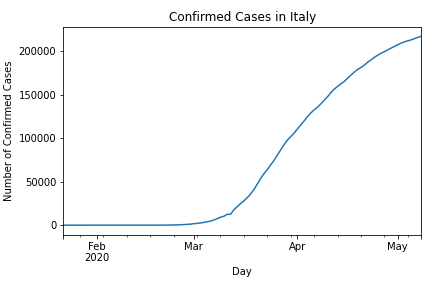 Confirmed Cases in Italy
Number of Confirmed Cases
200000
150000
100000
50000
0
Feb
2020
Mar
Apr
May
Day